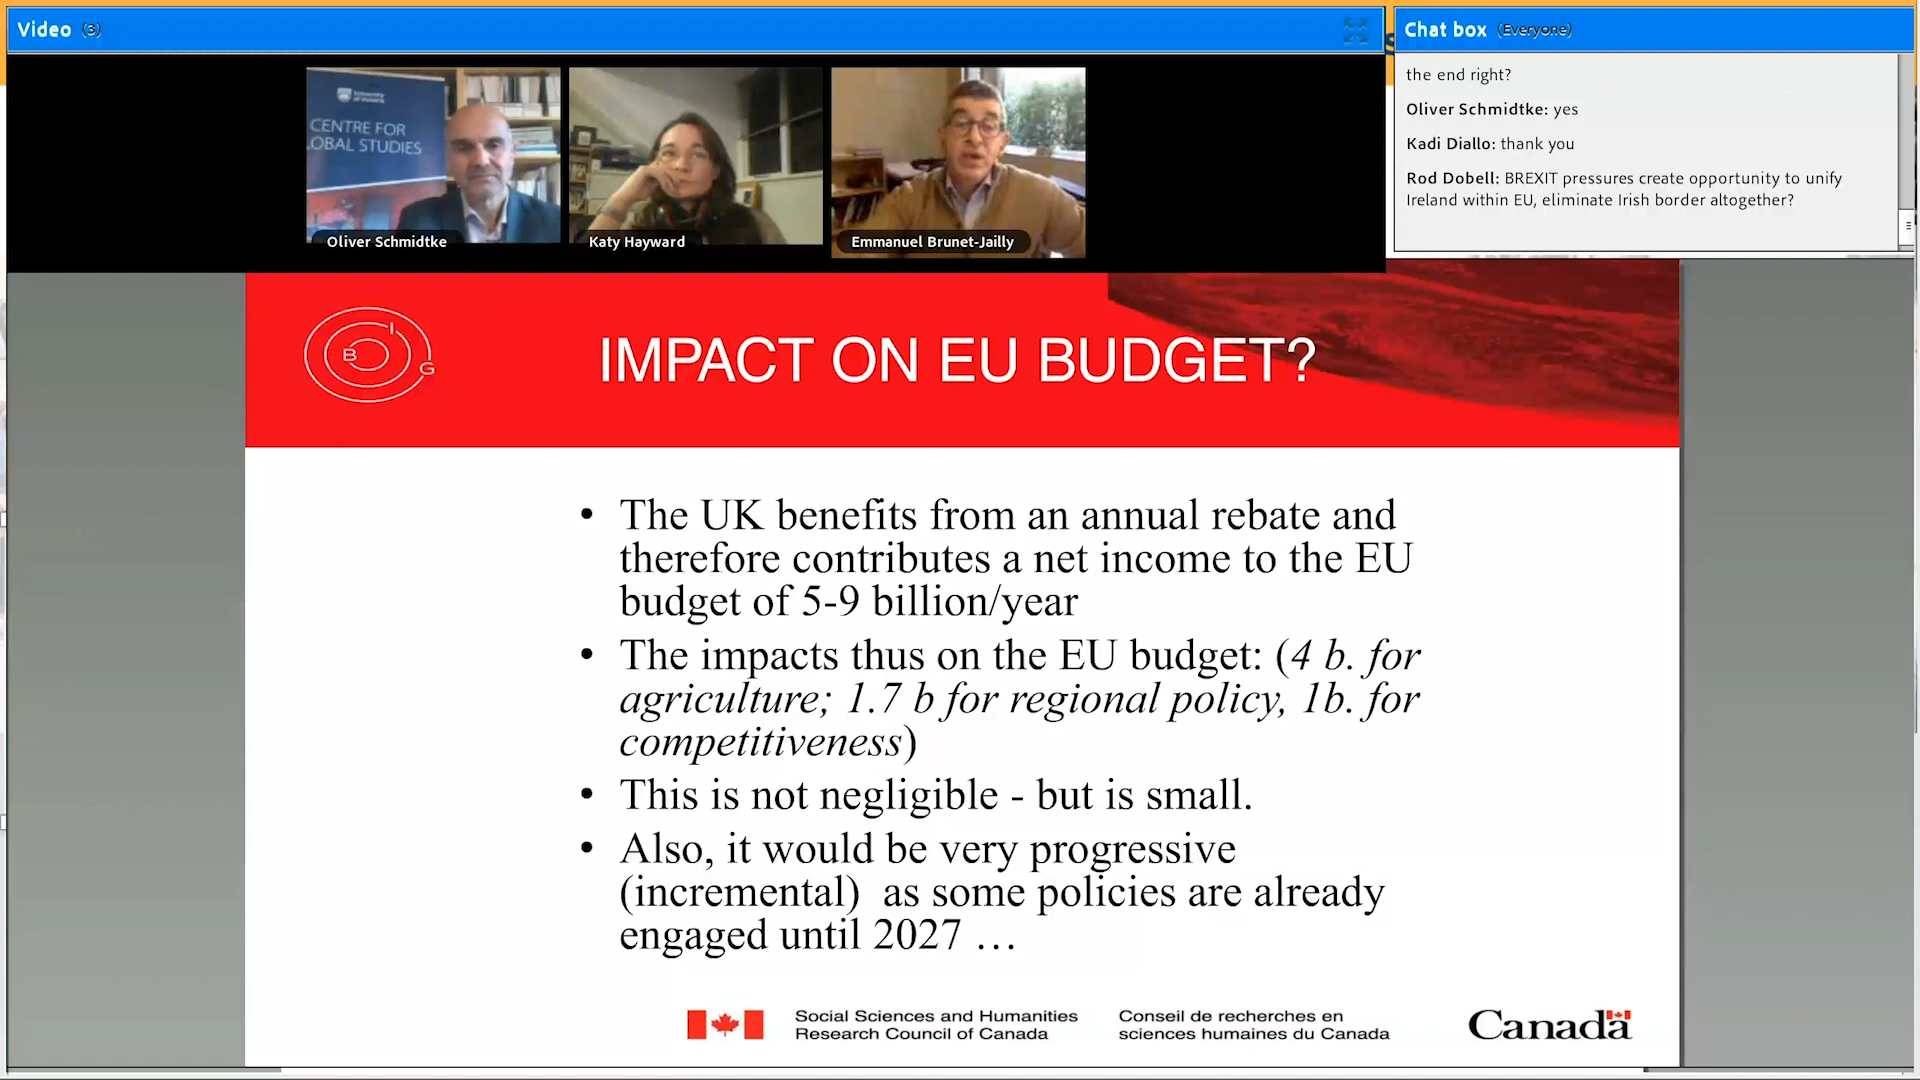 Video (3)
Chat box (Everyone)
the end right?
Oliver Schmidtke: yes
Kadi Diallo: thank you
Rod Dobell: BREXIT pressures create opportunity to unify
Ireland within EU, eliminate Irish border altogether?
University
of Victoria
CENTRE FOR
LOBAL STUDIES
Oliver Schmidtke
Katy Hayward
Emmanuel Brunet-Jailly
B I G
IMPACT ON EU BUDGET?
• The UK benefits from an annual rebate and
therefore contributes a net income to the EU
budget of 5-9 billion/year
• The impacts thus on the EU budget: (4 b. for
agriculture; 1.7 b for regional policy, 1b. for
competitiveness)
• This is not negligible - but is small.
• Also, it would be very progressive
(incremental) as some policies are already
engaged until 2027 …
Social Sciences and Humanities
Research Council of Canada
Conseil de recherches en
sciences humaines du Canada
Canada